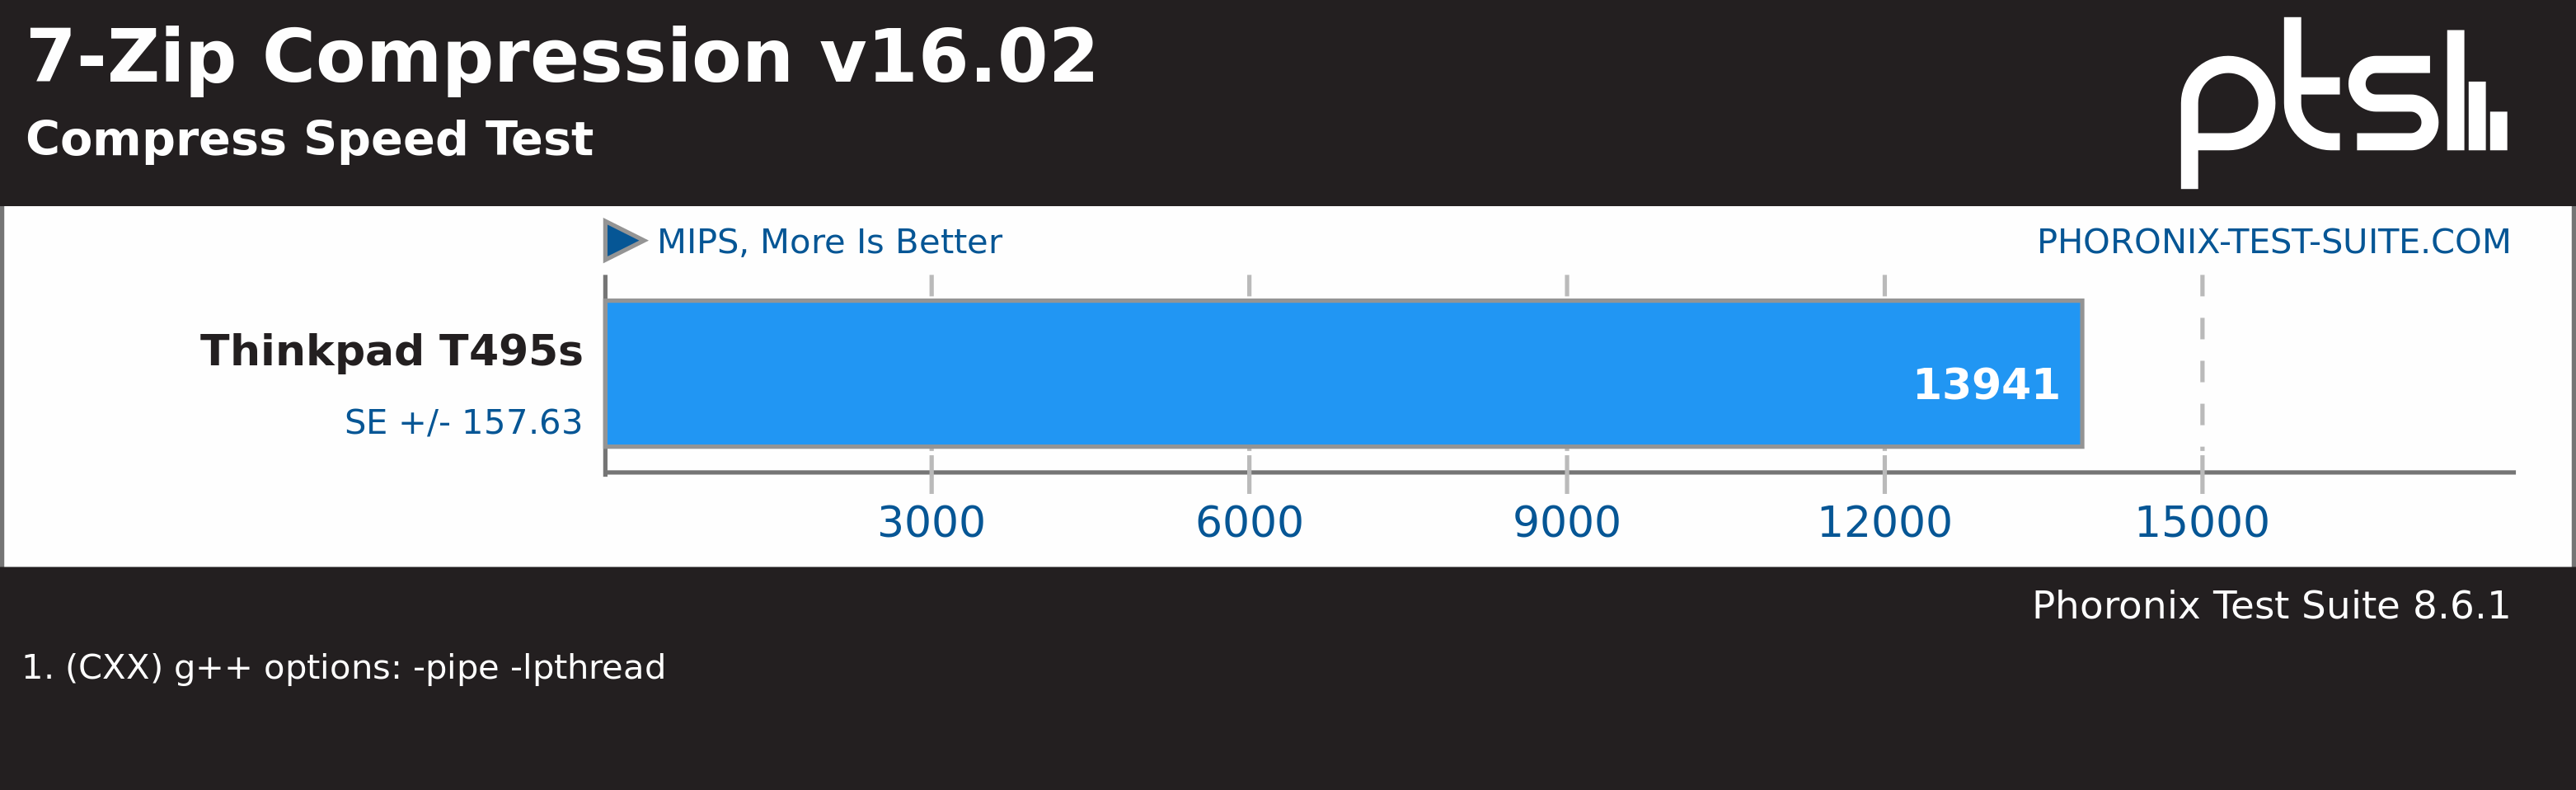 7-Zip Compression v16.02
Compress Speed Test
ptsl
MIPS, More Is Better
PHORONIX-TEST-SUITE.COM
Thinkpad T495s
SE +/- 157.63
13941
3000 6000 9000 12000 15000
Phoronix Test Suite 8.6.1
1. (CXX) g++ options: -pipe -lpthread